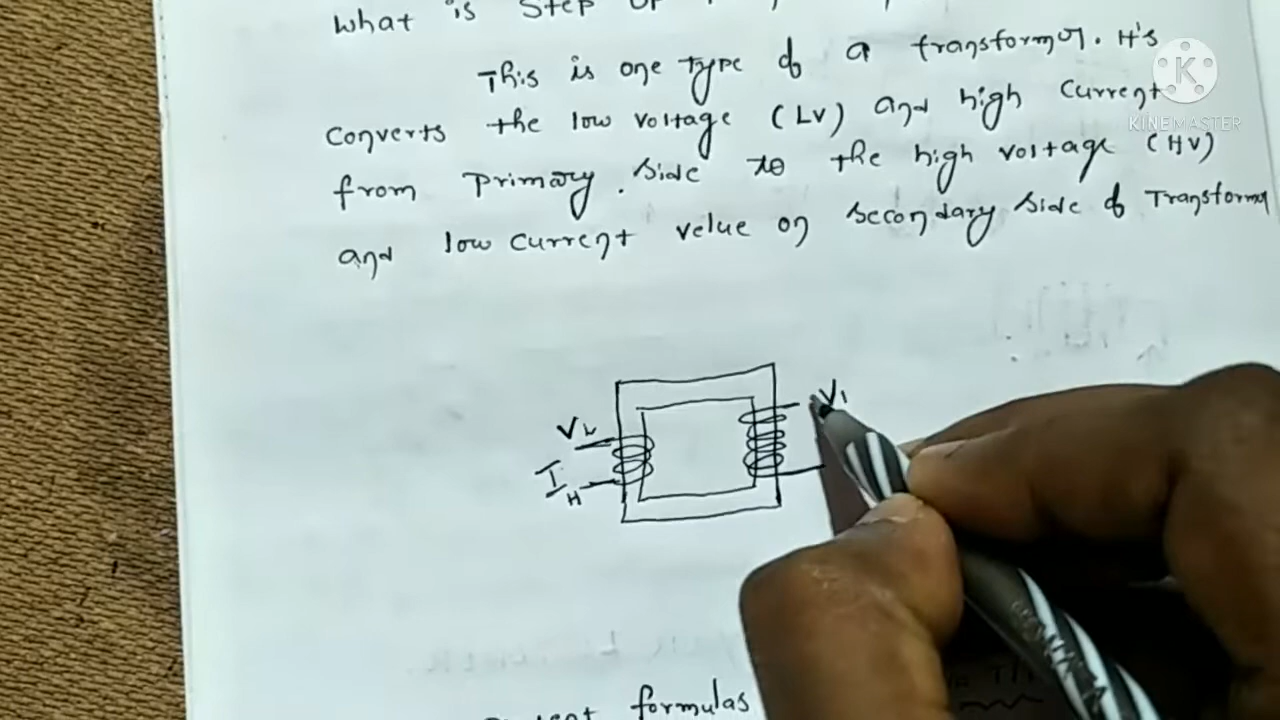 what is Step UP
This is one type of a transformer. It's
converts the low voltage (LV) and high current
from primary side to the high voltage (HV)
and low current velue on secondary side of Transformer
K
KINEMASTER
VL
IH
formulas